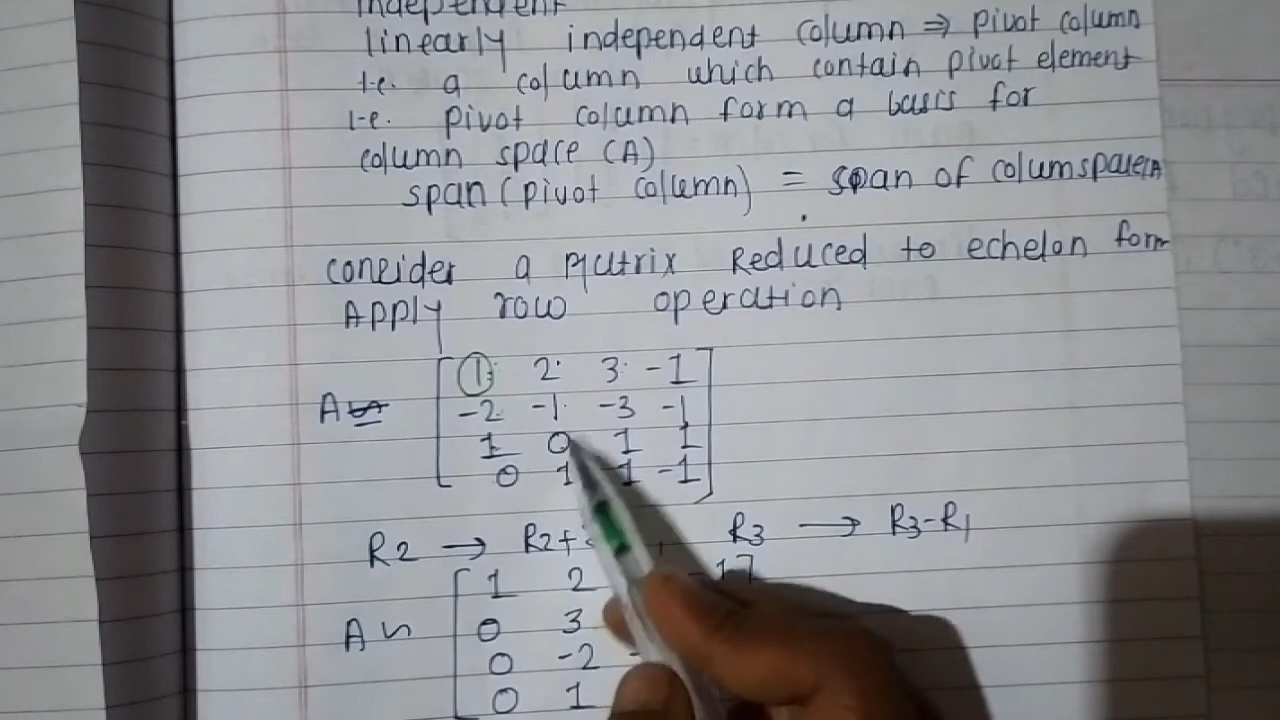 Independent
linearly independent column ⇒ pivot column
i.e. a column which contain pivot element
i.e. pivot column form a basis for
column space (A)
span (pivot column) = span of columspace(A
Concider a Matrix Reduced to echelon form
Apply row operation
1 2 3 -1
A -2 -1 -3 -1
1 0 1 1
0 1 1 -1
R2 → R2+ R3 → R3-R1
1 2 -1
A ~ 0 3
0 -2 -
0 1